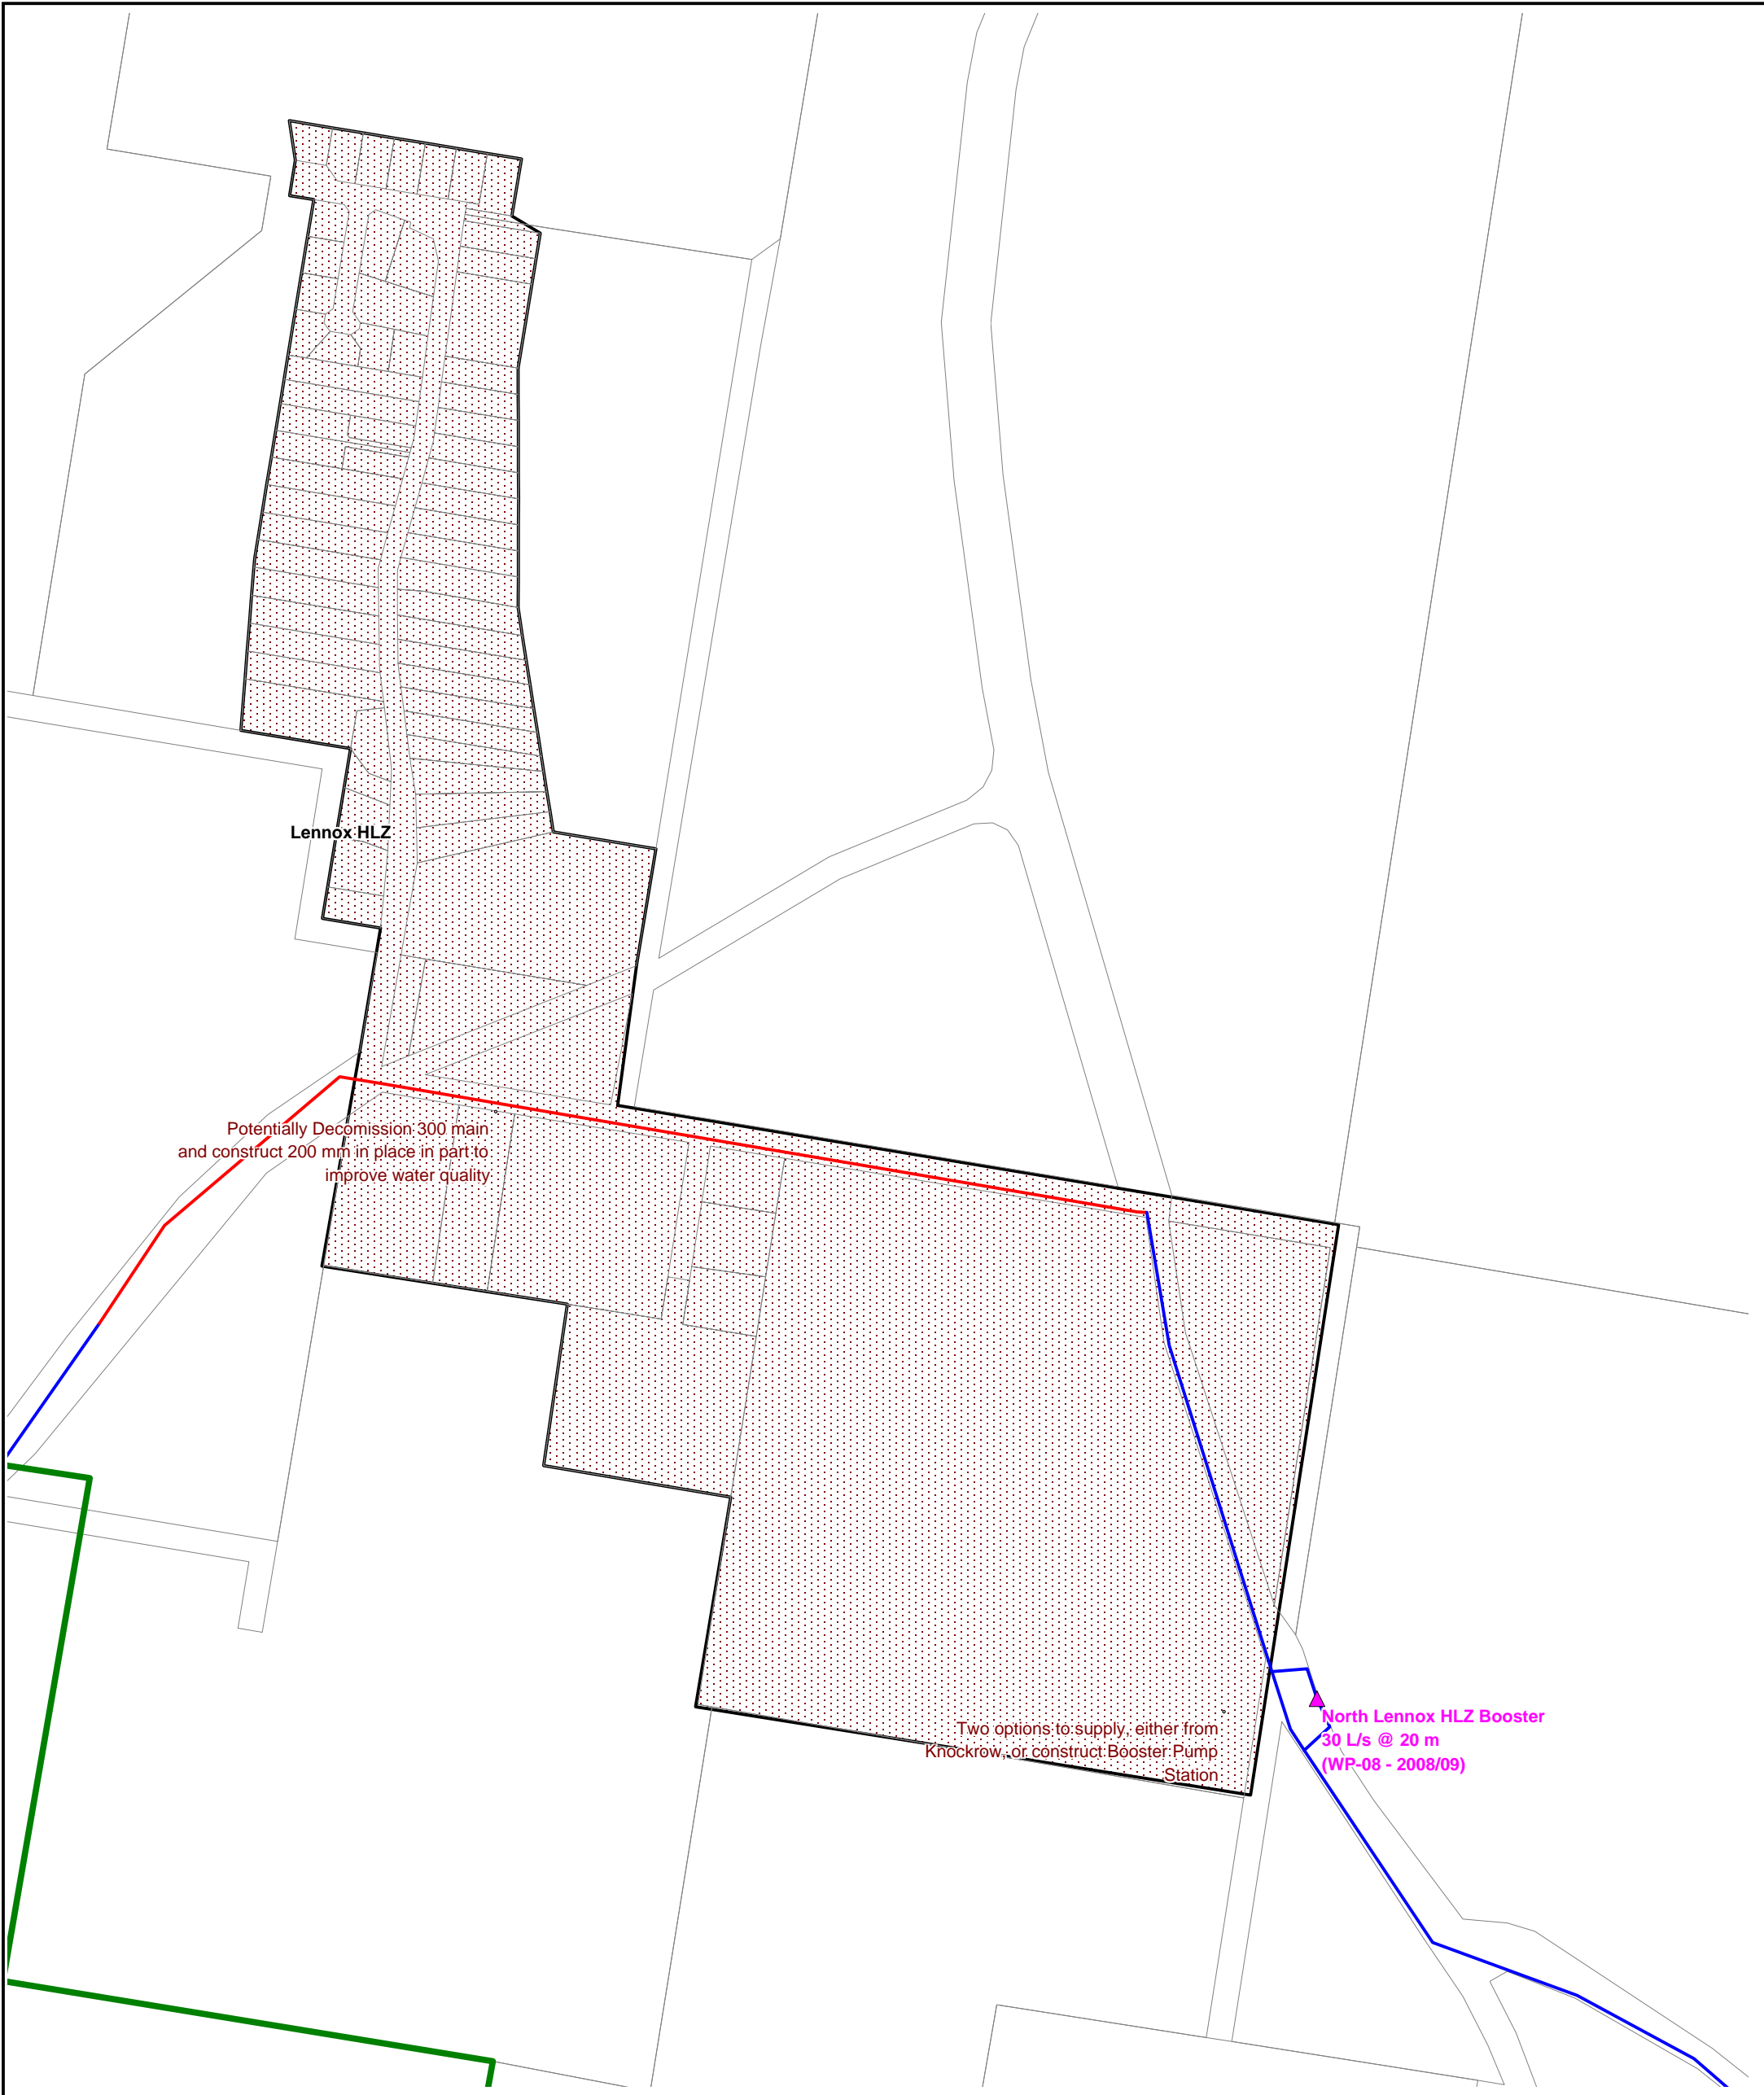 Lennox HLZ
Potentially Decomission 300 main
and construct 200 mm in place in part to
improve water quality
Two options to supply, either from
Knockrow, or construct Booster Pump
Station
North Lennox HLZ Booster
30 L/s @ 20 m
(WP-08 - 2008/09)